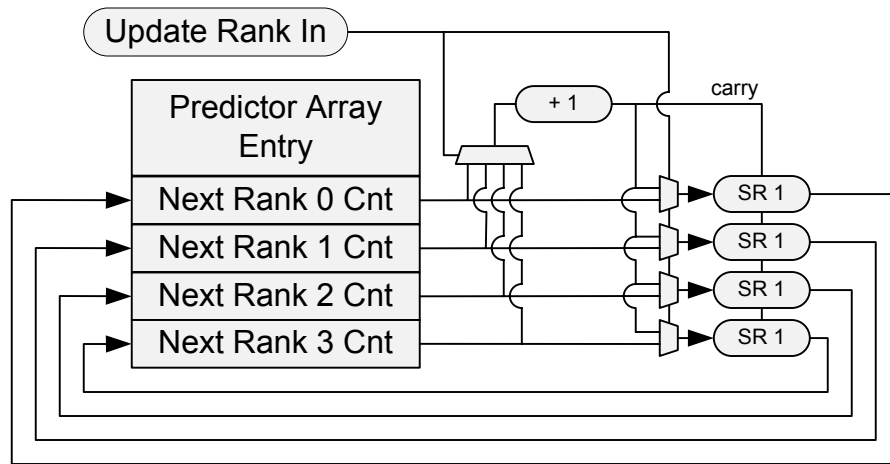 Update Rank In
+ 1
carry
Predictor Array
Entry
Next Rank 0 Cnt
SR 1
Next Rank 1 Cnt
SR 1
Next Rank 2 Cnt
SR 1
Next Rank 3 Cnt
SR 1